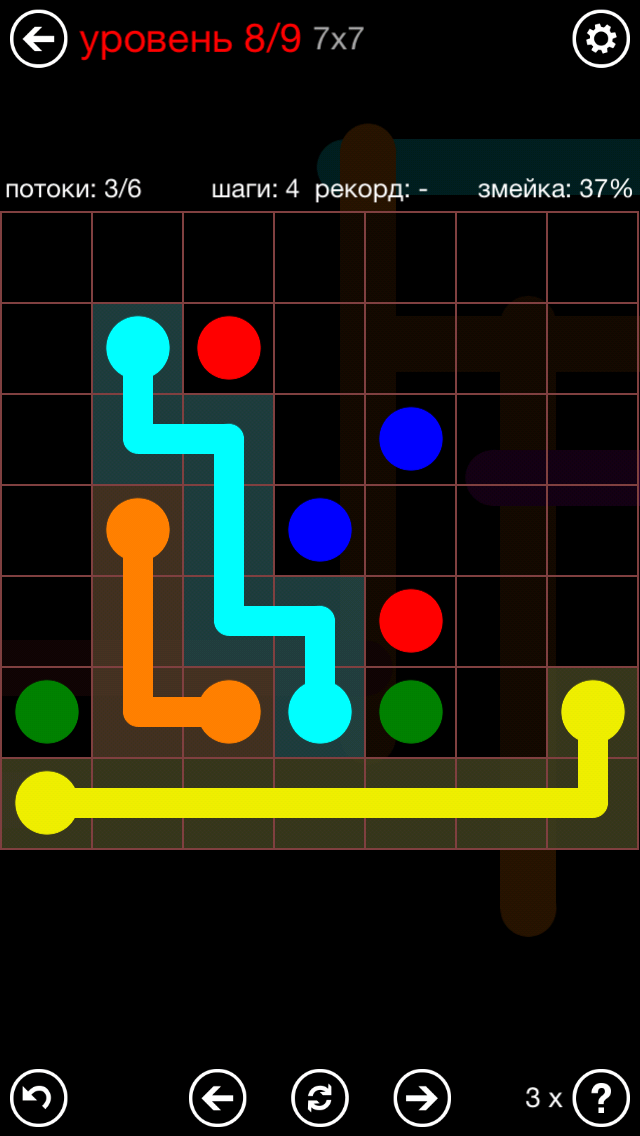 уровень 8/9 7x7
потоки: 3/6 шаги: 4 рекорд: - змейка: 37%
3 x ?